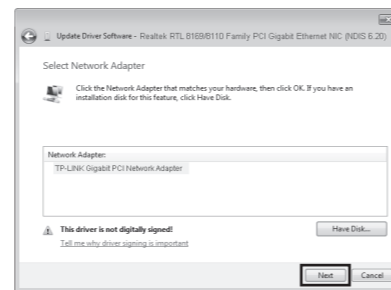 Update Driver Software - Realtek RTL 8169/8110 Family PCI Gigabit Ethernet NIC (NDIS 6.20)
Select Network Adapter
Click the Network Adapter that matches your hardware, then click OK. If you have an
installation disk for this feature, click Have Disk.
Network Adapter:
TP-LINK Gigabit PCI Network Adapter
This driver is not digitally signed!
Have Disk...
Tell me why driver signing is important
Next
Cancel